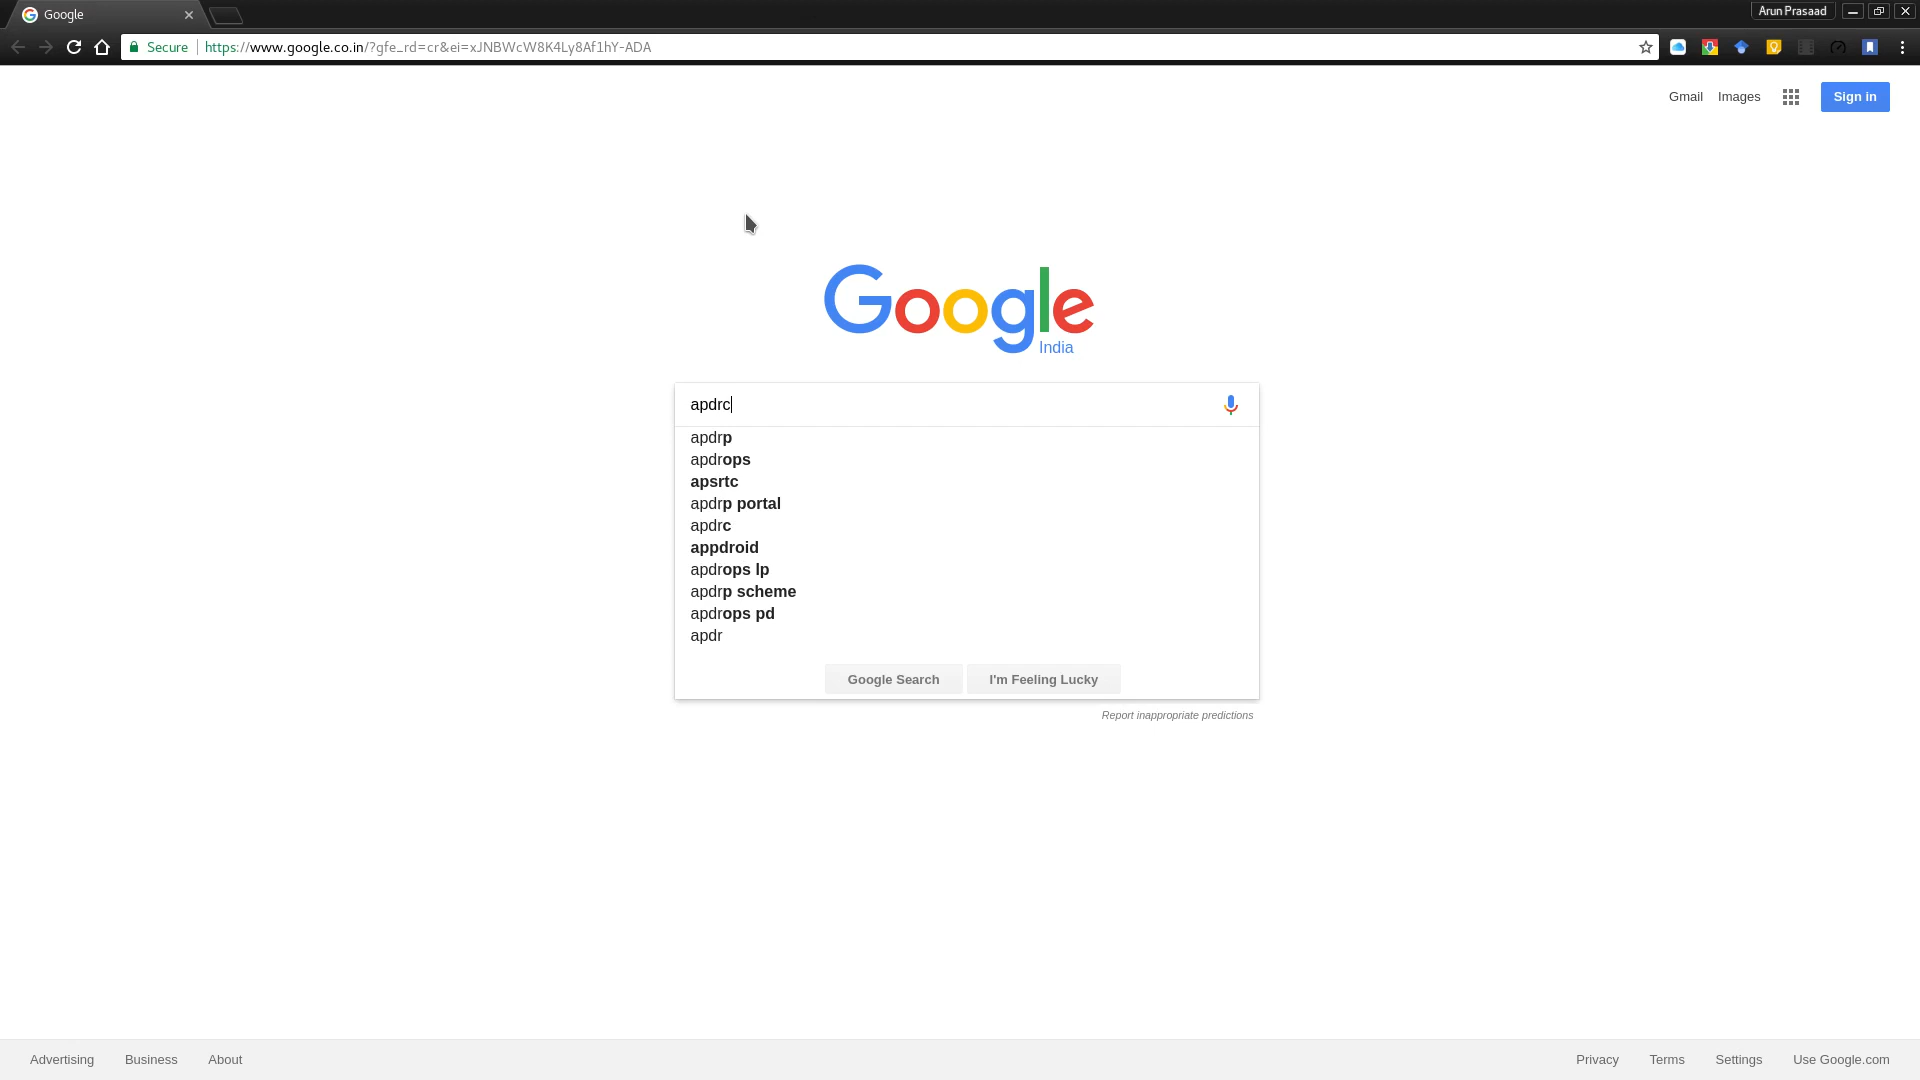 Google
Arun Prasaad
Secure https://www.google.co.in/?gfe_rd=cr&ei=xJNBWcW8K4Ly8Af1hY-ADA
Gmail Images Sign in
Google
India
apdrc
apdrp
apdrops
apsrtc
apdrp portal
apdrc
appdroid
apdrops lp
apdrp scheme
apdrops pd
apdr
Google Search I'm Feeling Lucky
Report inappropriate predictions
Advertising Business About Privacy Terms Settings Use Google.com